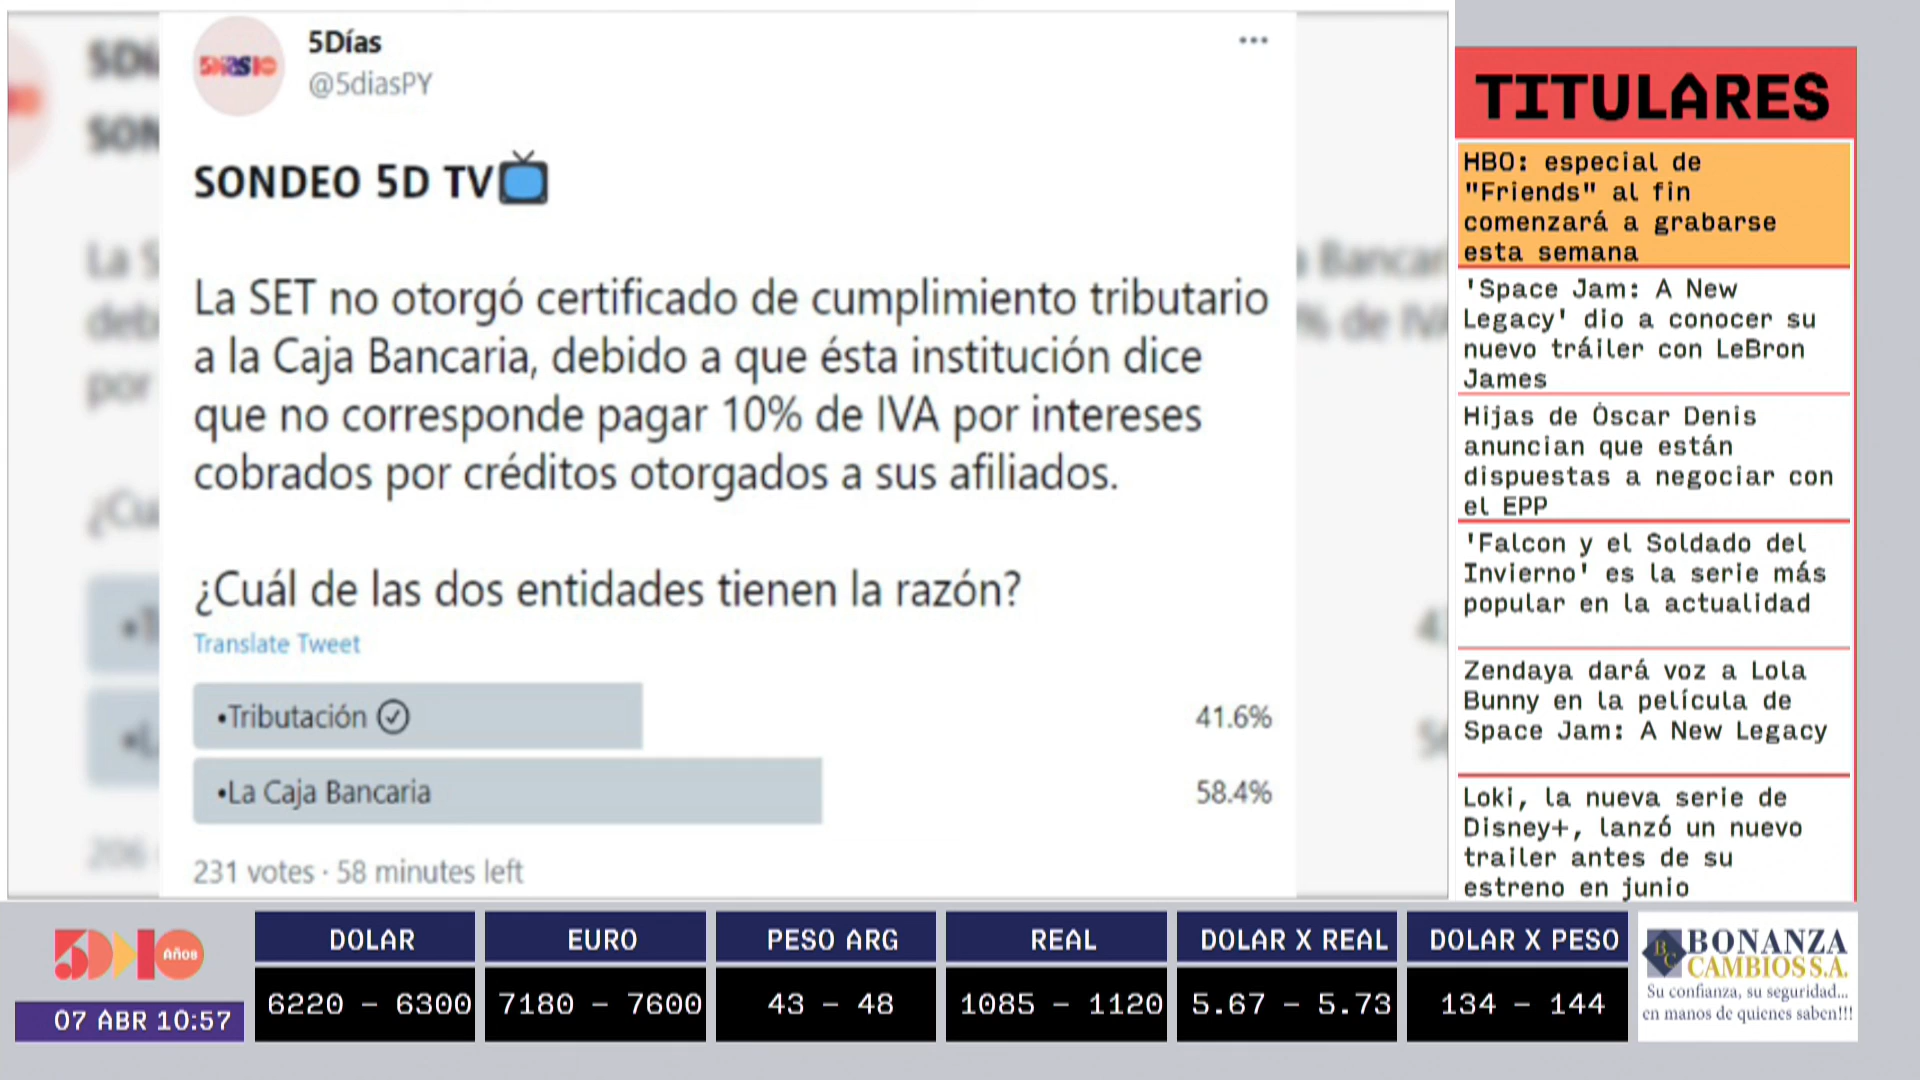 5Días
@5diasPY
SONDEO 5D TV
La SET no otorgó certificado de cumplimiento tributario
a la Caja Bancaria, debido a que ésta institución dice
que no corresponde pagar 10% de IVA por intereses
cobrados por créditos otorgados a sus afiliados.
¿Cuál de las dos entidades tienen la razón?
Translate Tweet
•Tributación 41.6%
•La Caja Bancaria 58.4%
231 votes · 58 minutes left
TITULARES
HBO: especial de
"Friends" al fin
comenzará a grabarse
esta semana
'Space Jam: A New
Legacy' dio a conocer su
nuevo tráiler con LeBron
James
Hijas de Óscar Denis
anuncian que están
dispuestas a negociar con
el EPP
'Falcon y el Soldado del
Invierno' es la serie más
popular en la actualidad
Zendaya dará voz a Lola
Bunny en la película de
Space Jam: A New Legacy
Loki, la nueva serie de
Disney+, lanzó un nuevo
trailer antes de su
estreno en junio
5D 10 Años
07 ABR 10:57
DOLAR
6220 - 6300
EURO
7180 - 7600
PESO ARG
43 - 48
REAL
1085 - 1120
DOLAR X REAL
5.67 - 5.73
DOLAR X PESO
134 - 144
BC BONANZA
CAMBIOS S.A.
Su confianza, su seguridad...
en manos de quienes saben!!!